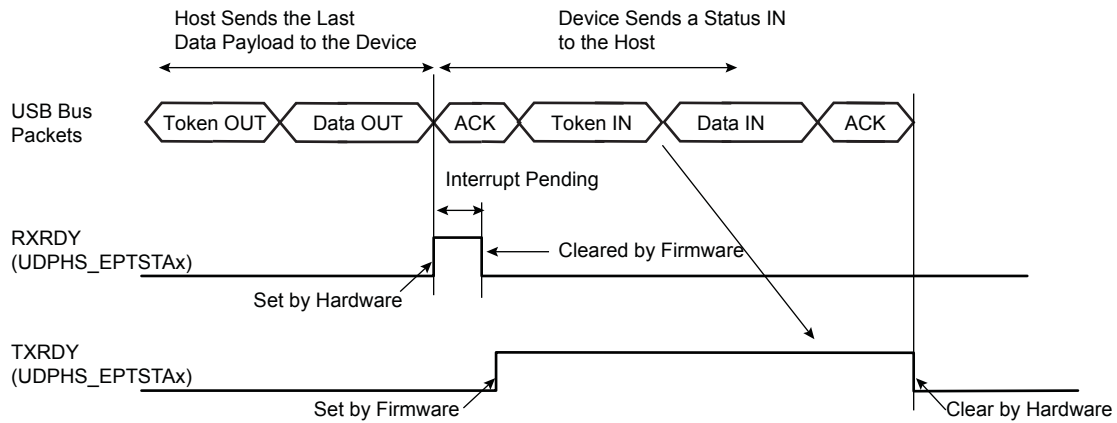 Host Sends the Last
Data Payload to the Device
Device Sends a Status IN
to the Host
USB Bus
Packets
Token OUT
Data OUT
ACK
Token IN
Data IN
ACK
Interrupt Pending
RXRDY
(UDPHS_EPTSTAx)
Cleared by Firmware
Set by Hardware
TXRDY
(UDPHS_EPTSTAx)
Set by Firmware
Clear by Hardware